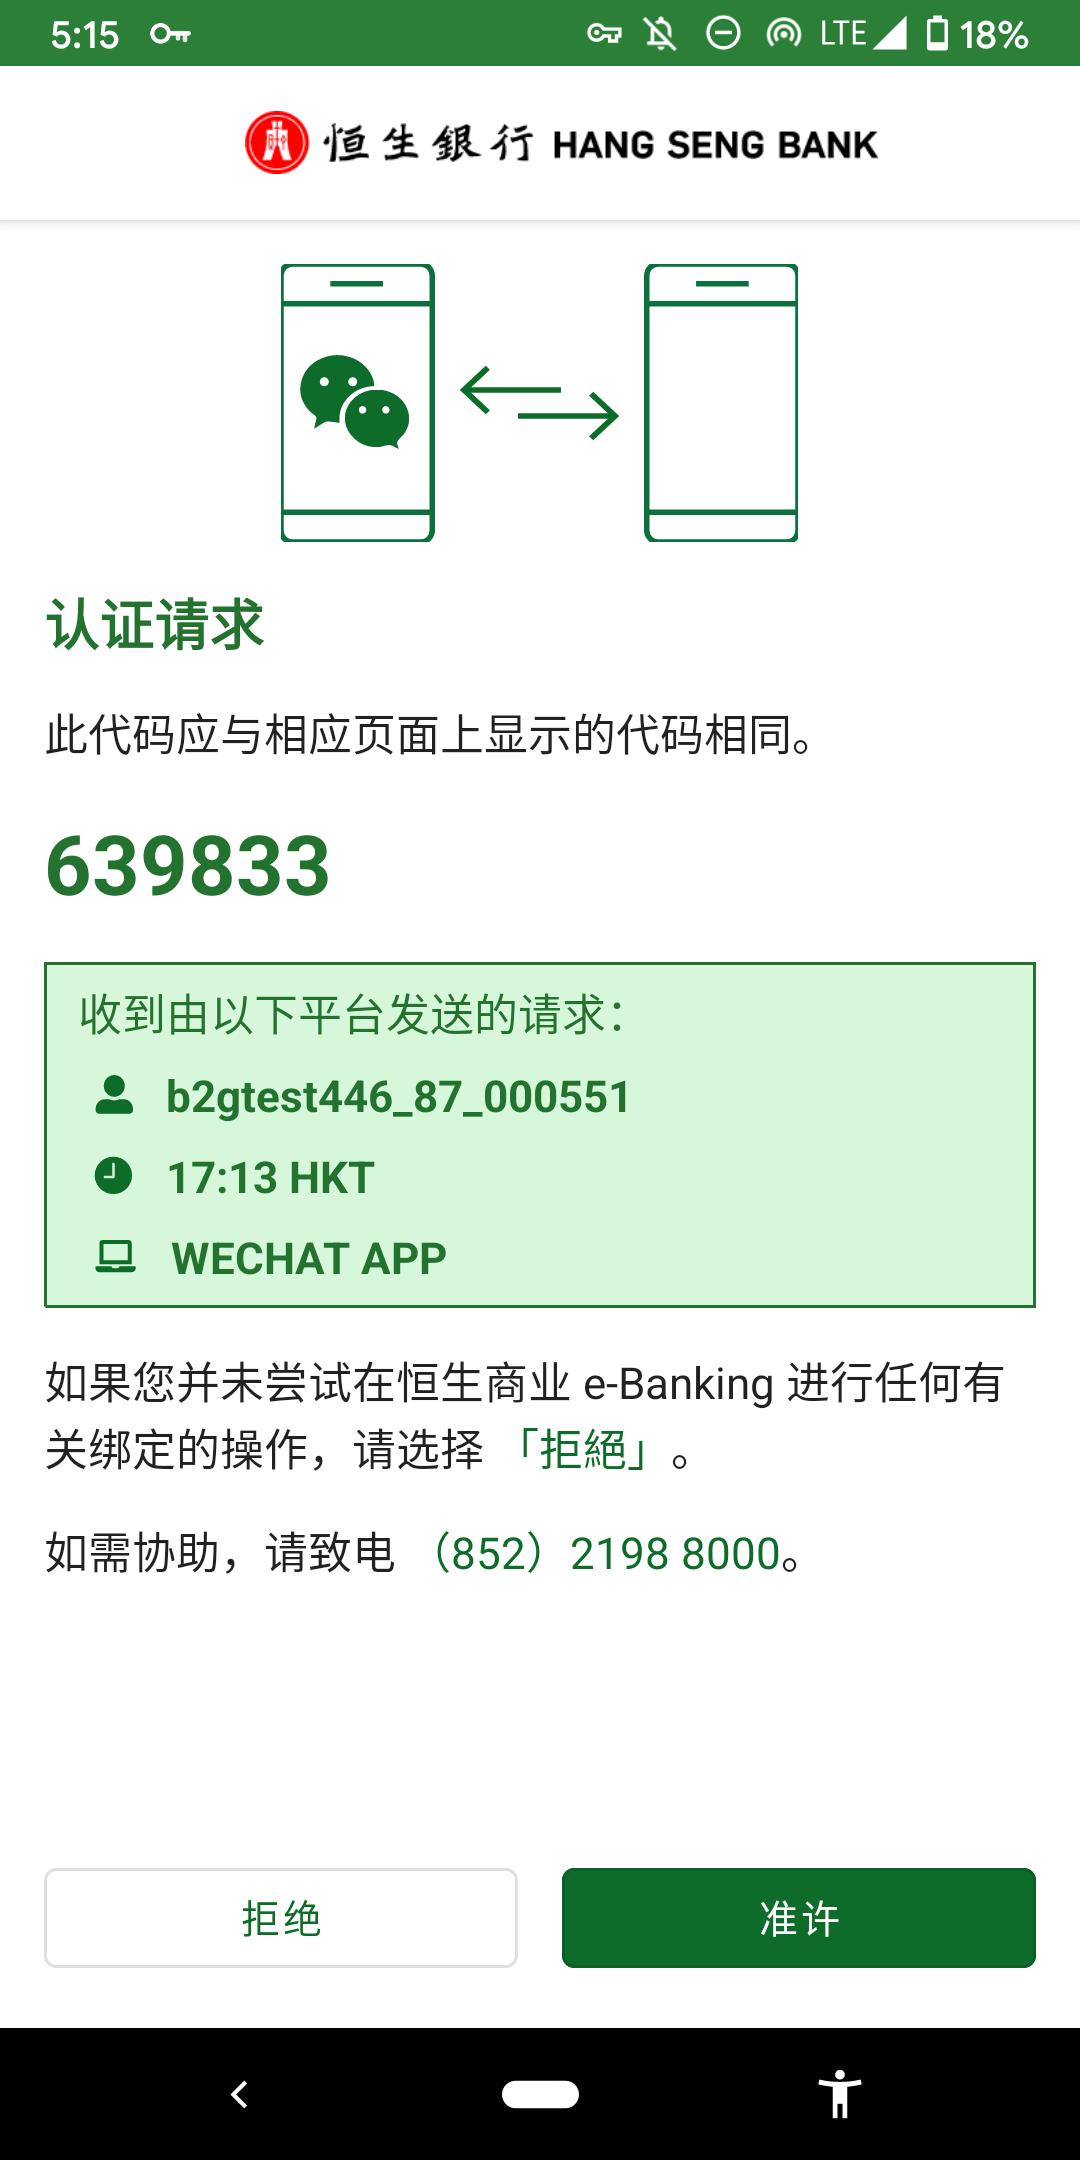 5:15 LTE 18%
恒生銀行 HANG SENG BANK
认证请求
此代码应与相应页面上显示的代码相同。
639833
收到由以下平台发送的请求：
b2gtest446_87_000551
17:13 HKT
WECHAT APP
如果您并未尝试在恒生商业 e-Banking 进行任何有
关绑定的操作，请选择 「拒絕」。
如需协助，请致电 （852）2198 8000。
拒绝 准许